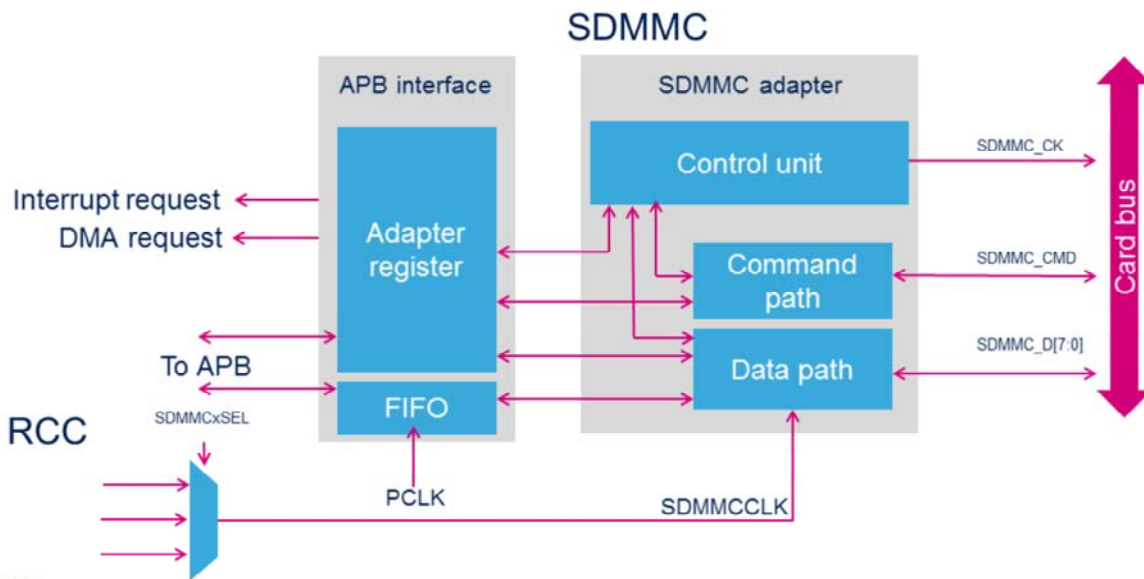 SDMMC
APB interface
SDMMC adapter
Control unit
SDMMC_CK
Interrupt request
DMA request
Adapter
register
Command
path
SDMMC_CMD
Card bus
To APB
Data path
SDMMC_D[7:0]
FIFO
SDMMCxSEL
RCC
PCLK
SDMMCCLK